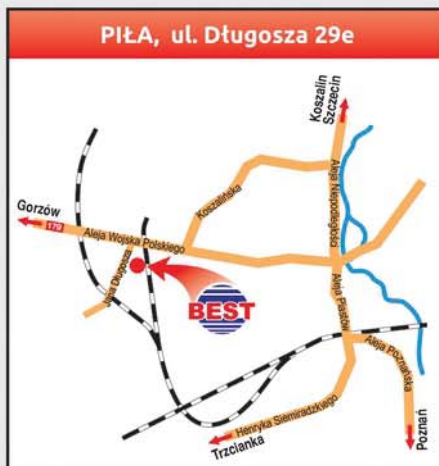 PIŁA, ul. Długosza 29e
Koszalin
Szczecin
Gorzów
179
Aleja Wojska Polskiego
Koszalińska
Aleja Niepodległości
Jana Długosza
BEST
Aleja Piastów
Aleja Poznańska
Henryka Siemiradzkiego
Trzcianka
Poznań